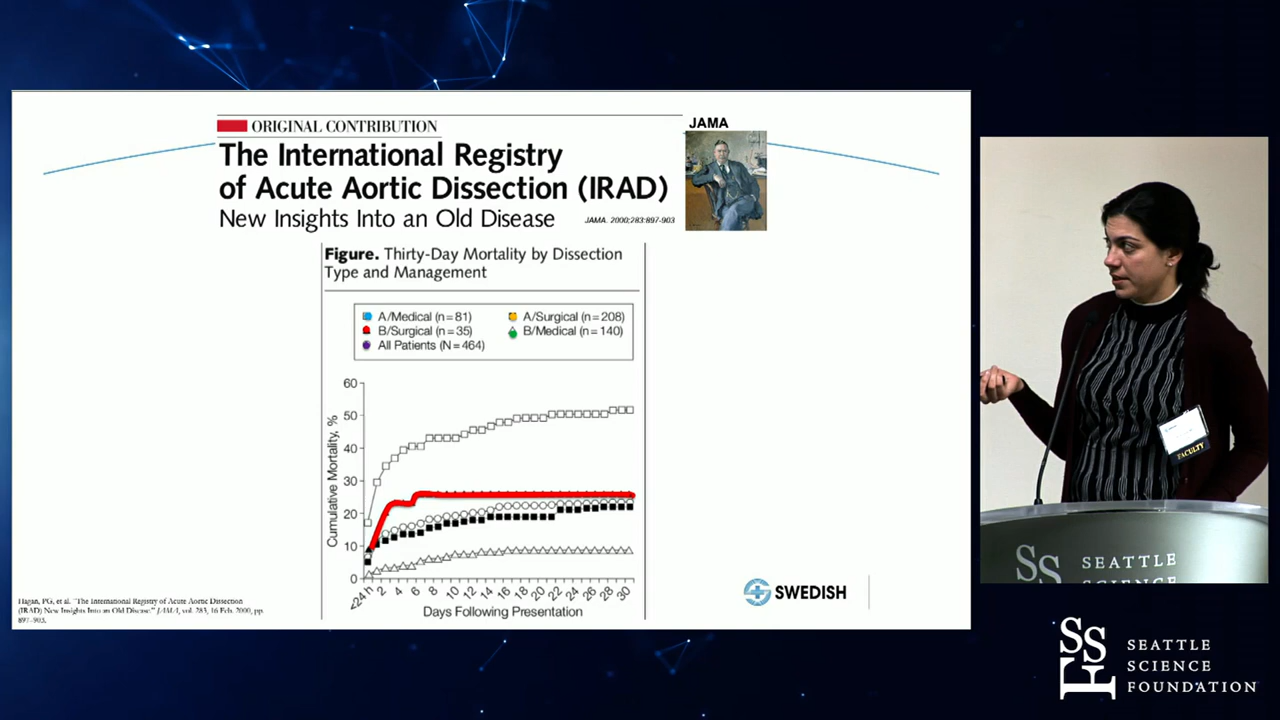 ORIGINAL CONTRIBUTION
JAMA
The International Registry
of Acute Aortic Dissection (IRAD)
New Insights Into an Old Disease
JAMA. 2000;283:897-903
Figure. Thirty-Day Mortality by Dissection
Type and Management
A/Medical (n=81)
A/Surgical (n=208)
B/Surgical (n=35)
B/Medical (n=140)
All Patients (N=464)
Cumulative Mortality, %
60
50
40
30
20
10
0
<24 h 2 4 6 8 10 12 14 16 18 20 22 24 26 28 30
Days Following Presentation
Hagan, PG, et al. "The International Registry of Acute Aortic Dissection
(IRAD) New Insights Into an Old Disease." JAMA, vol. 283, 16 Feb. 2000, pp.
897–903.
SWEDISH
FACULTY
SS
SEATTLE
SCIENCE
SSF
SEATTLE
SCIENCE
FOUNDATION